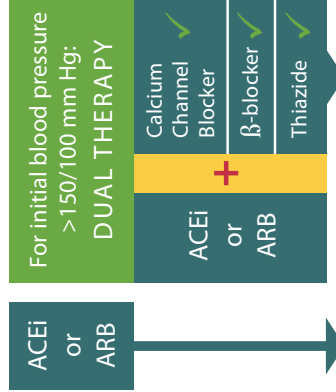 For initial blood pressure
>150/100 mm Hg:
DUAL THERAPY
ACEi
or
ARB
+
Calcium
Channel
Blocker
ß-blocker
Thiazide
ACEi
or
ARB